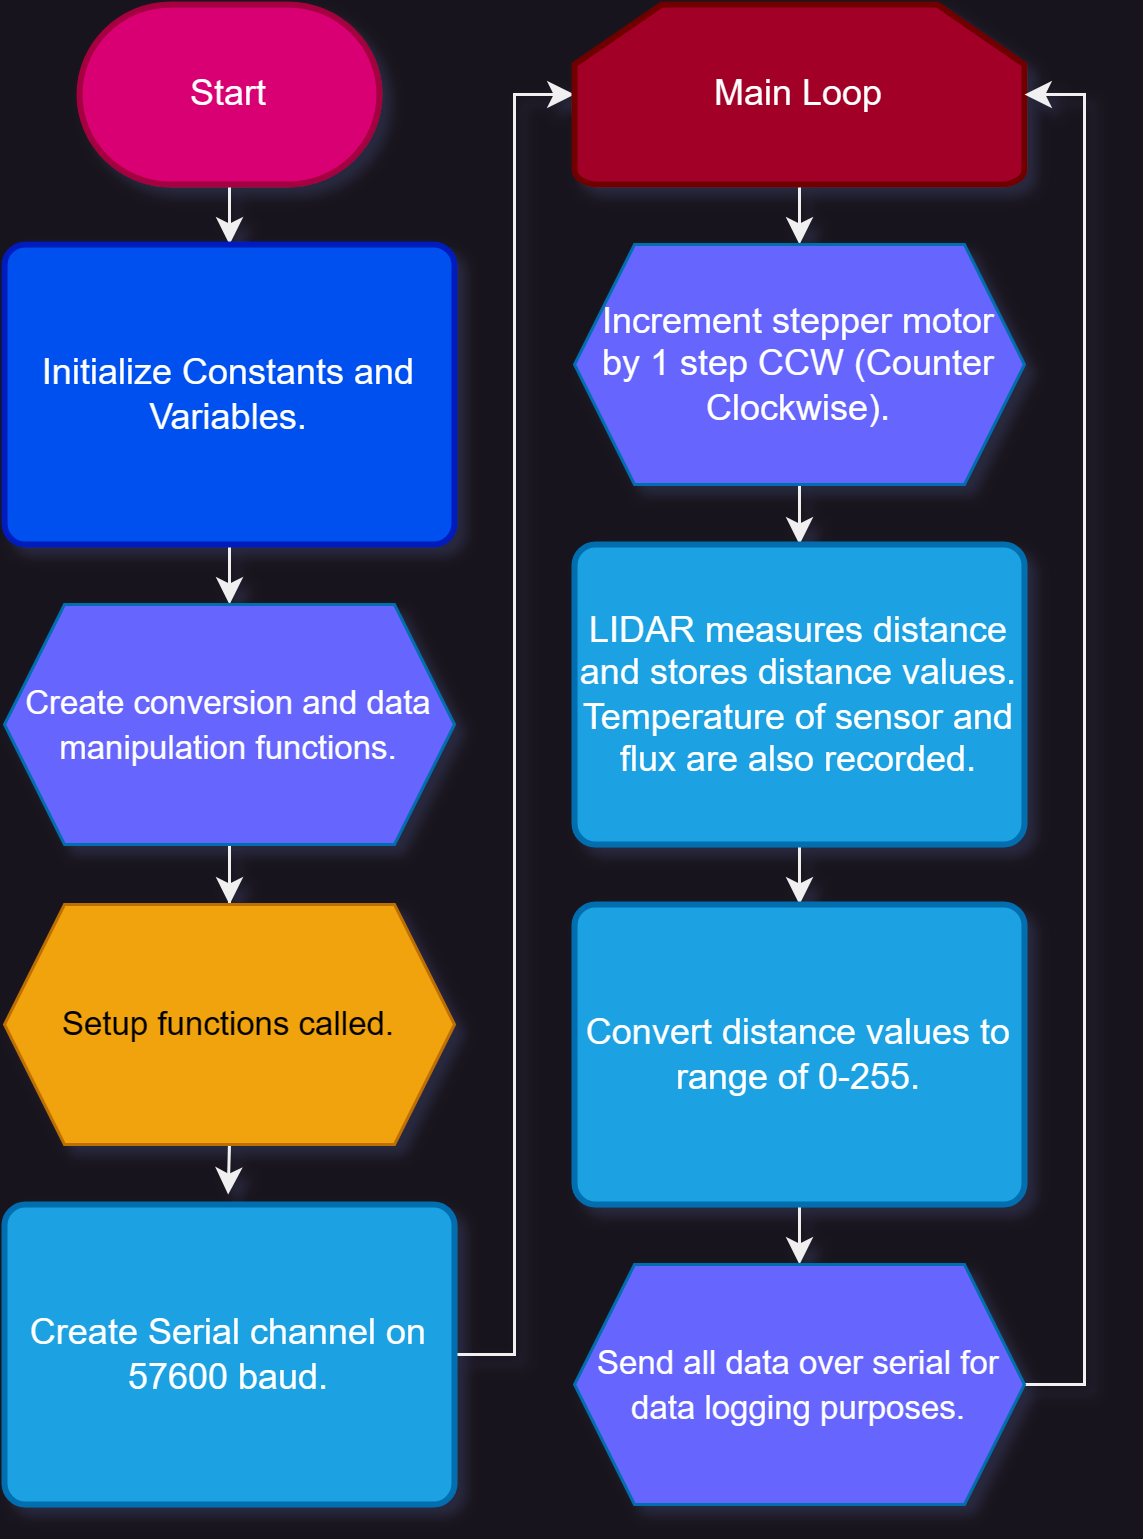 Start
Initialize Constants and
Variables.
Create conversion and data
manipulation functions.
Setup functions called.
Create Serial channel on
57600 baud.
Main Loop
Increment stepper motor
by 1 step CCW (Counter
Clockwise).
LIDAR measures distance
and stores distance values.
Temperature of sensor and
flux are also recorded.
Convert distance values to
range of 0-255.
Send all data over serial for
data logging purposes.